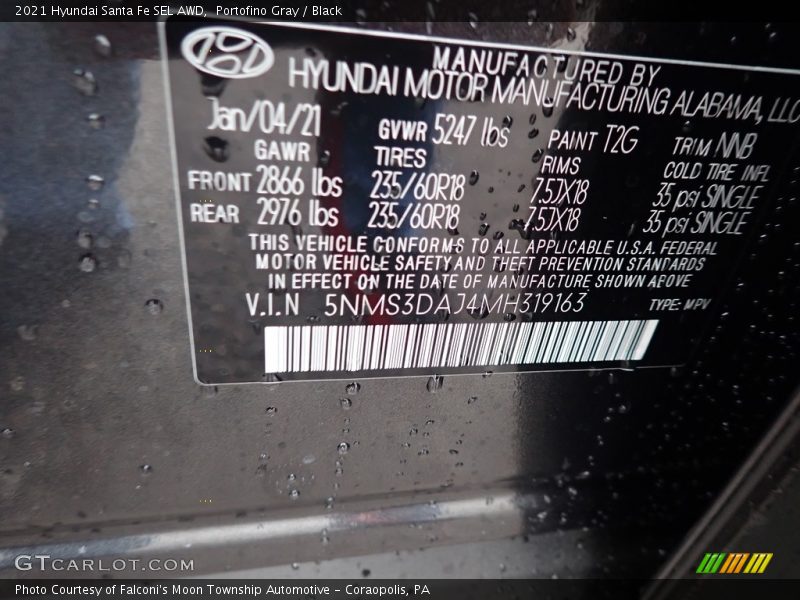 2021 Hyundai Santa Fe SEL AWD,  Portofino Gray / Black
MANUFACTURED BY
HYUNDAI MOTOR MANUFACTURING ALABAMA, LLC
Jan/04/21 GVWR 5247 lbs PAINT T2G TRIM NNB
GAWR TIRES RIMS COLD TIRE INFL
FRONT 2866 lbs 235/60R18 7.5JX18 35 psi SINGLE
REAR 2976 lbs 235/60R18 7.5JX18 35 psi SINGLE
THIS VEHICLE CONFORMS TO ALL APPLICABLE U.S.A. FEDERAL
MOTOR VEHICLE SAFETY AND THEFT PREVENTION STANDARDS
IN EFFECT ON THE DATE OF MANUFACTURE SHOWN ABOVE
V.I.N 5NMS3DAJ4MH319163 TYPE: MPV
GTCARLOT.COM
Photo Courtesy of Falconi's Moon Township Automotive - Coraopolis, PA